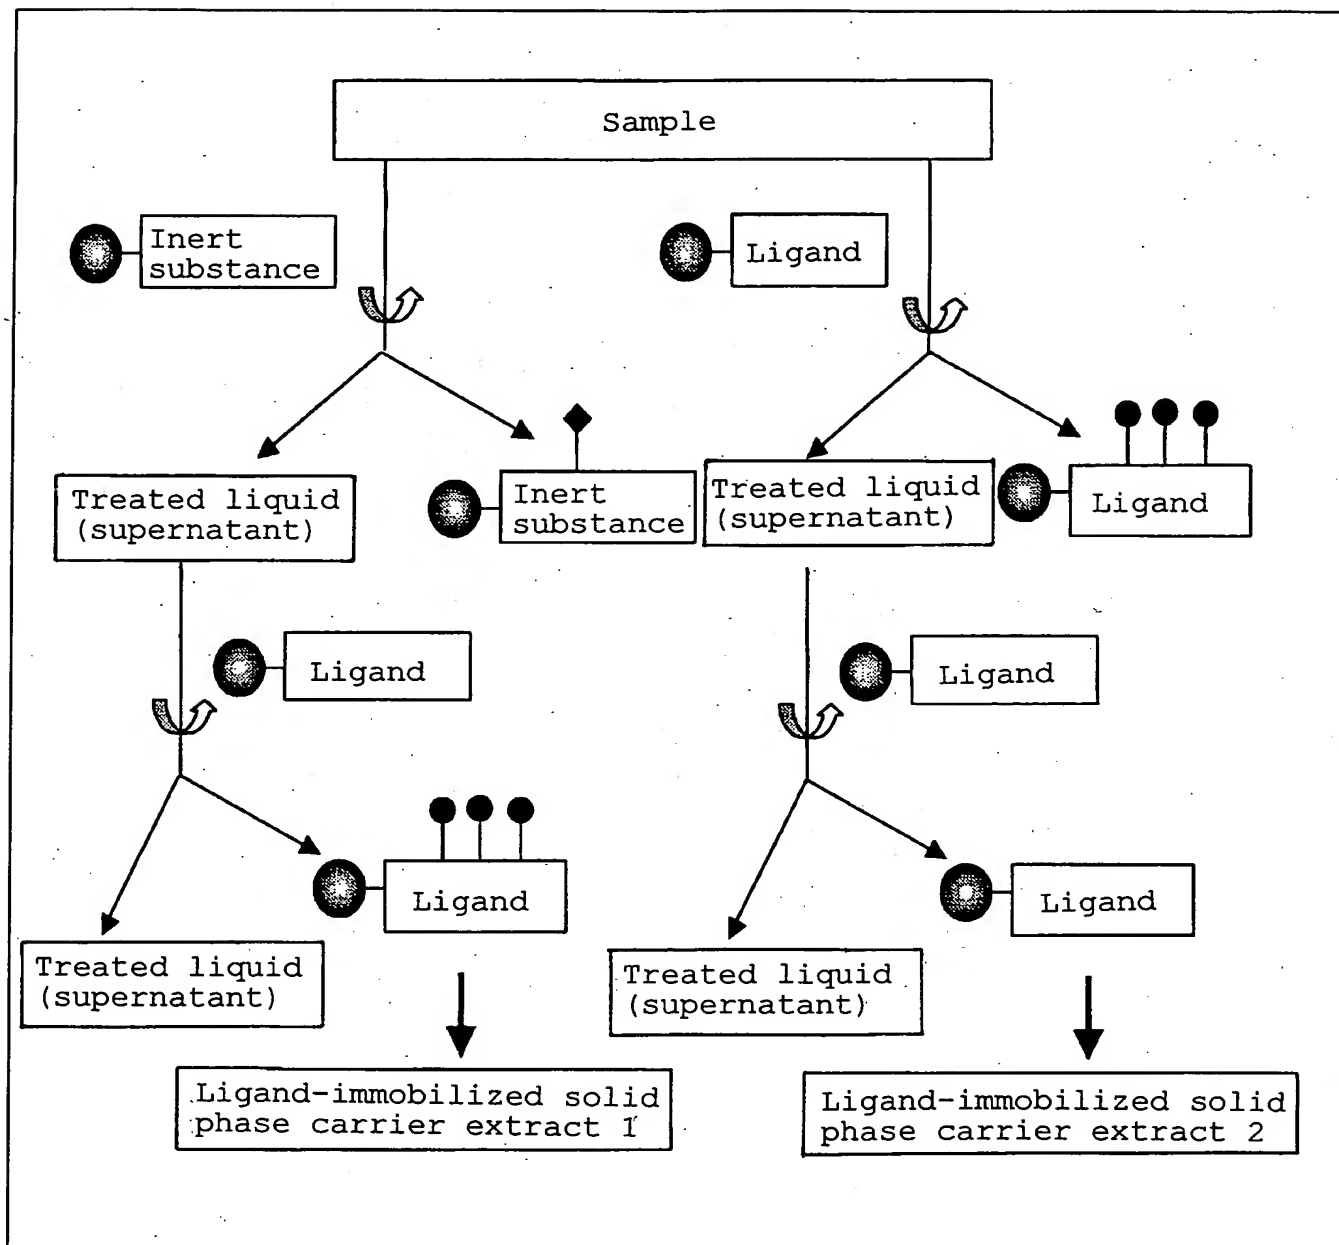 Sample
Inert
substance
Ligand
Treated liquid
(supernatant)
Inert
substance
Treated liquid
(supernatant)
Ligand
Ligand
Ligand
Ligand
Ligand
Treated liquid
(supernatant)
Treated liquid
(supernatant)
Ligand-immobilized solid
phase carrier extract 1
Ligand-immobilized solid
phase carrier extract 2